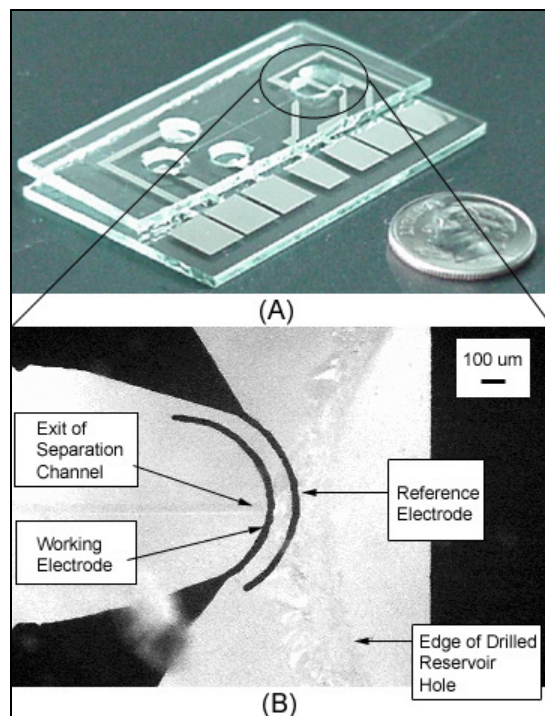 (A)
100 um
Exit of
Separation
Channel
Reference
Electrode
Working
Electrode
Edge of Drilled
Reservoir
Hole
(B)